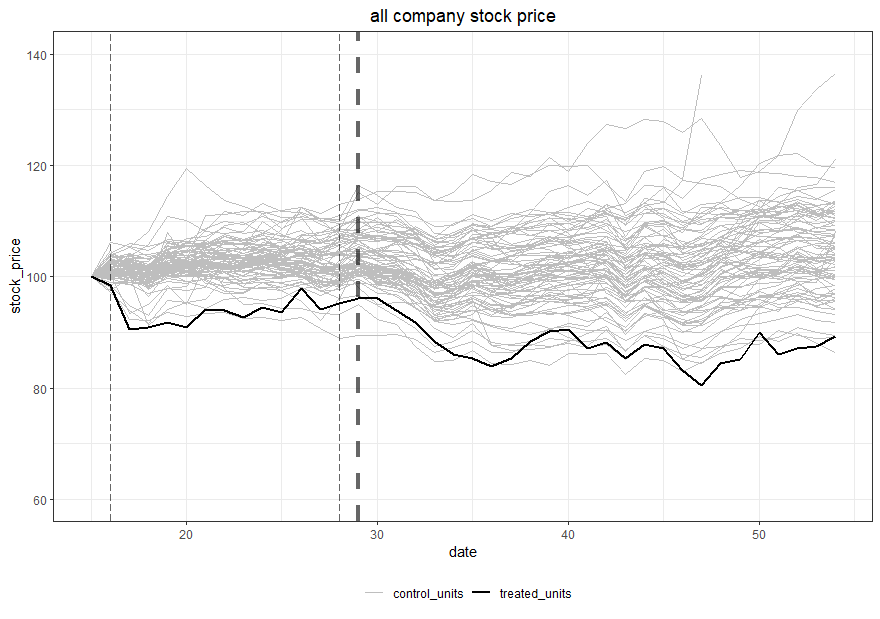 all company stock price
140
120
100
80
60
stock_price
20 30 40 50
date
control_units treated_units